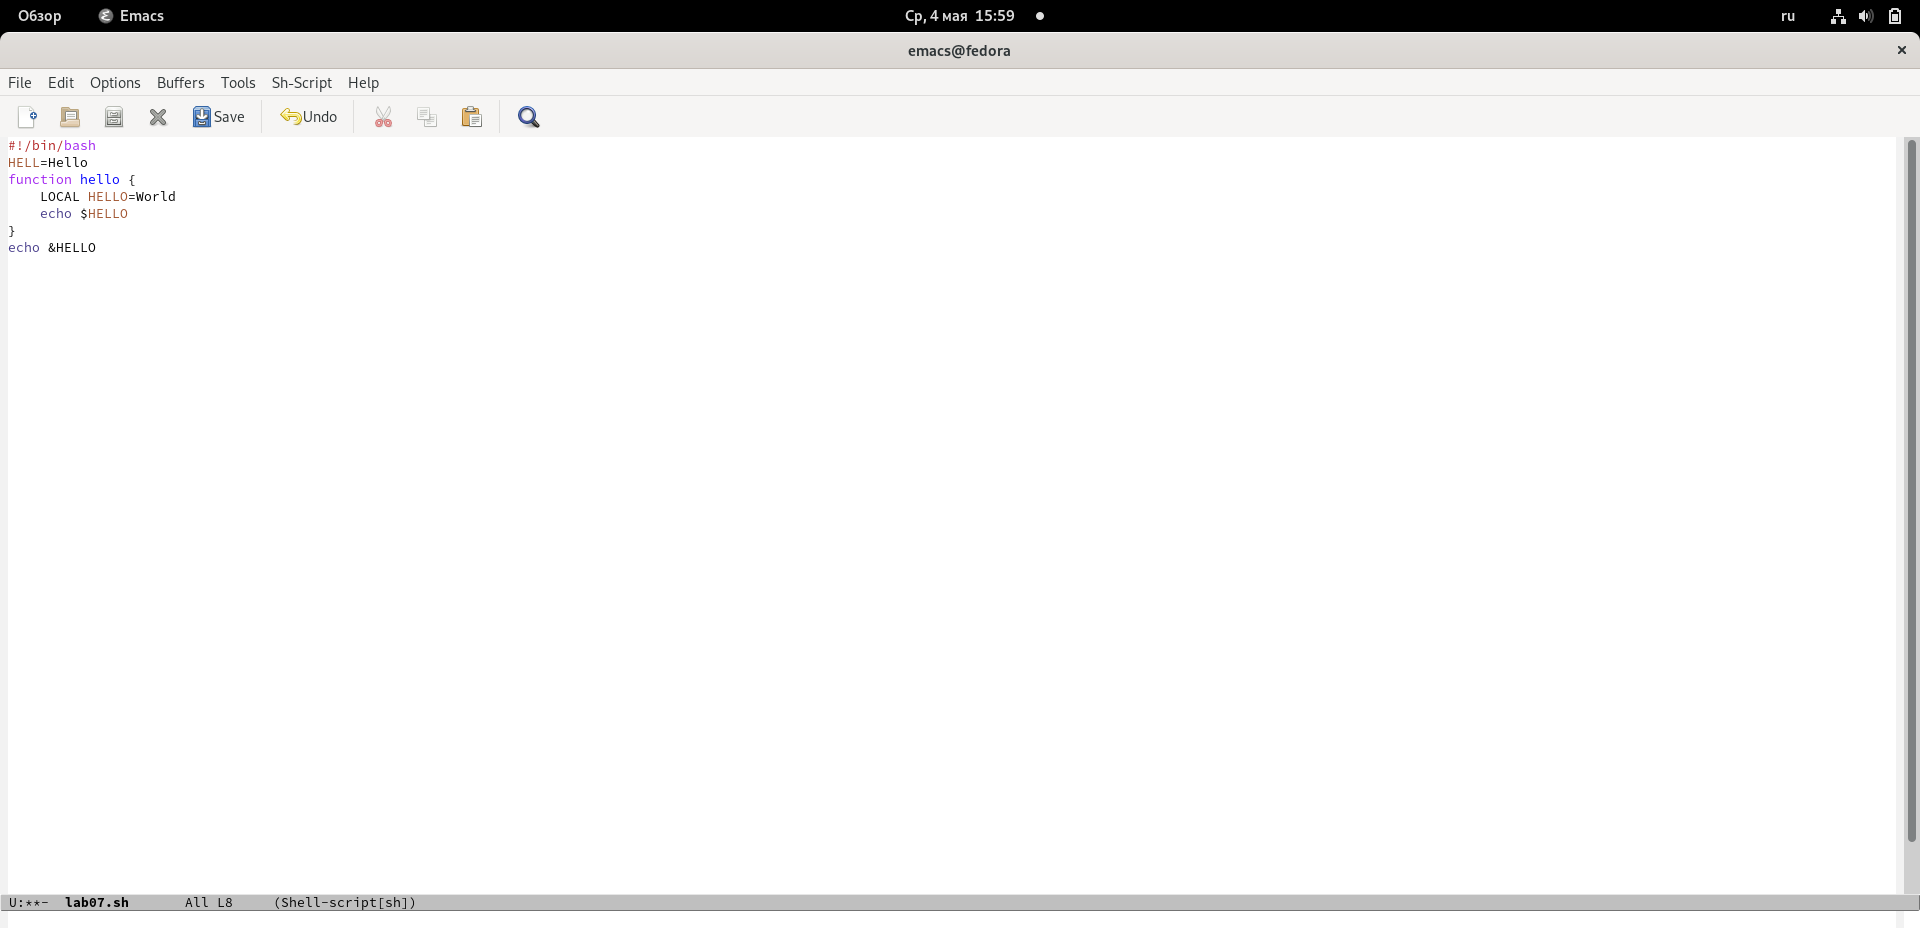 Обзор Emacs Ср, 4 мая 15:59 ru
emacs@fedora
File Edit Options Buffers Tools Sh-Script Help
Save Undo
#!/bin/bash
HELL=Hello
function hello {
    LOCAL HELLO=World
    echo $HELLO
}
echo &HELLO
U:**-  lab07.sh       All L8     (Shell-script[sh])